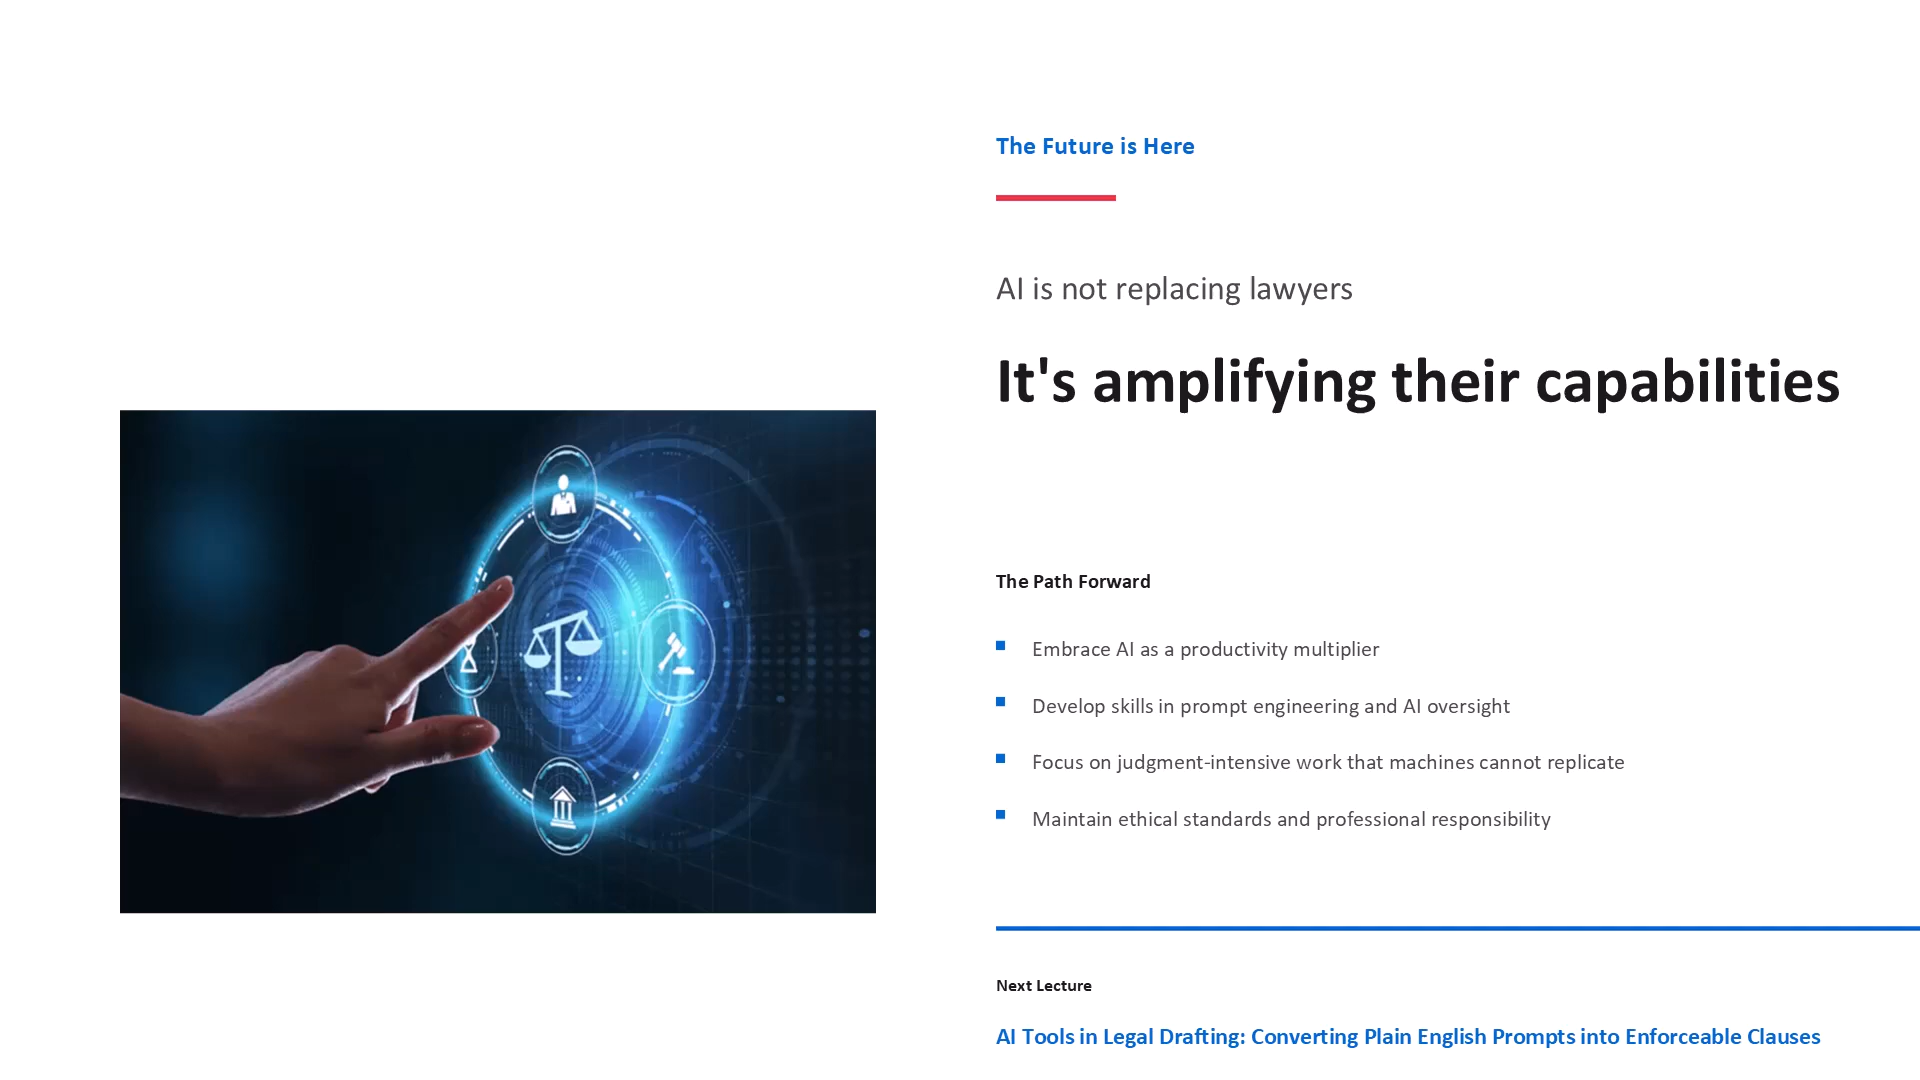 The Future is Here
AI is not replacing lawyers
It's amplifying their capabilities
The Path Forward
Embrace AI as a productivity multiplier
Develop skills in prompt engineering and AI oversight
Focus on judgment-intensive work that machines cannot replicate
Maintain ethical standards and professional responsibility
Next Lecture
AI Tools in Legal Drafting: Converting Plain English Prompts into Enforceable Clauses